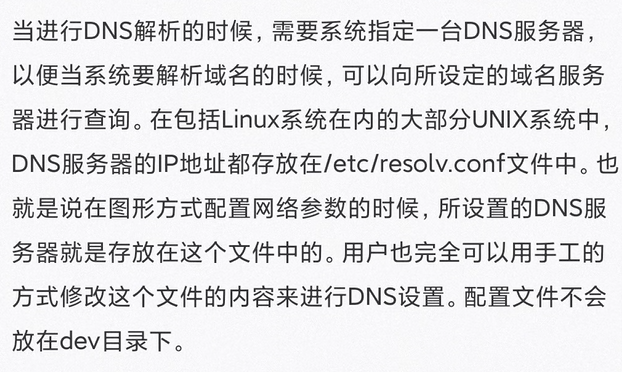 当进行DNS解析的时候，需要系统指定一台DNS服务器，
以便当系统要解析域名的时候，可以向所设定的域名服务
器进行查询。在包括Linux系统在内的大部分UNIX系统中，
DNS服务器的IP地址都存放在/etc/resolv.conf文件中。也
就是说在图形方式配置网络参数的时候，所设置的DNS服
务器就是存放在这个文件中的。用户也完全可以用手工的
方式修改这个文件的内容来进行DNS设置。配置文件不会
放在dev目录下。